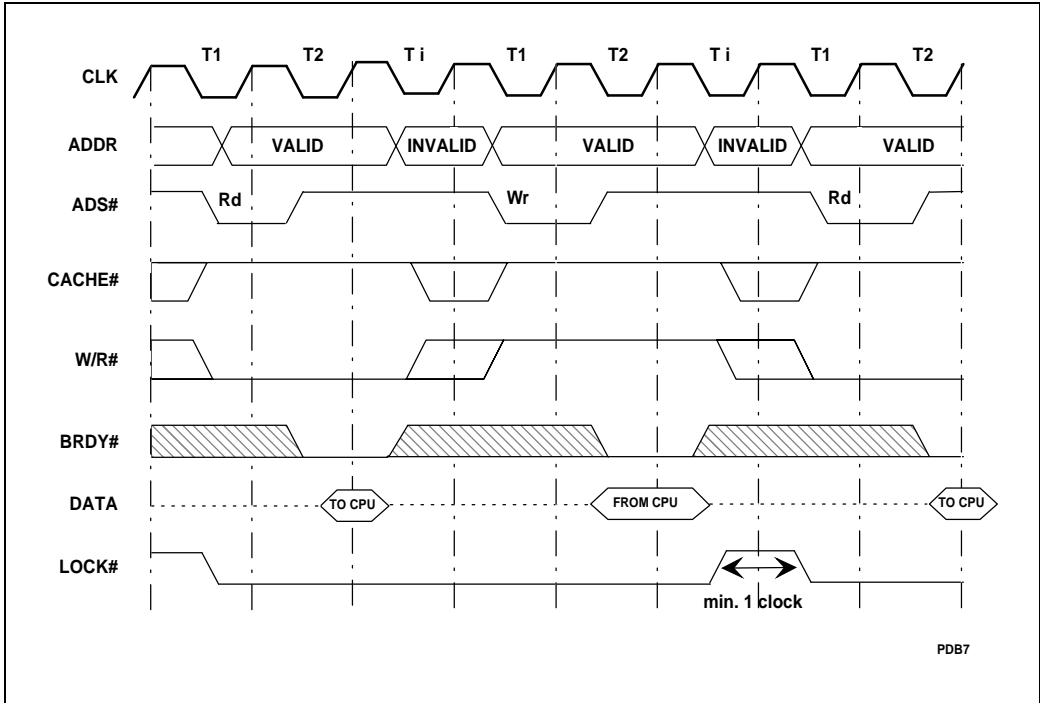 T1 T2 T i T1 T2 T i T1 T2
CLK
ADDR VALID INVALID VALID INVALID VALID
ADS# Rd Wr Rd
CACHE#
W/R#
BRDY#
DATA TO CPU FROM CPU TO CPU
LOCK#
min. 1 clock
PDB7